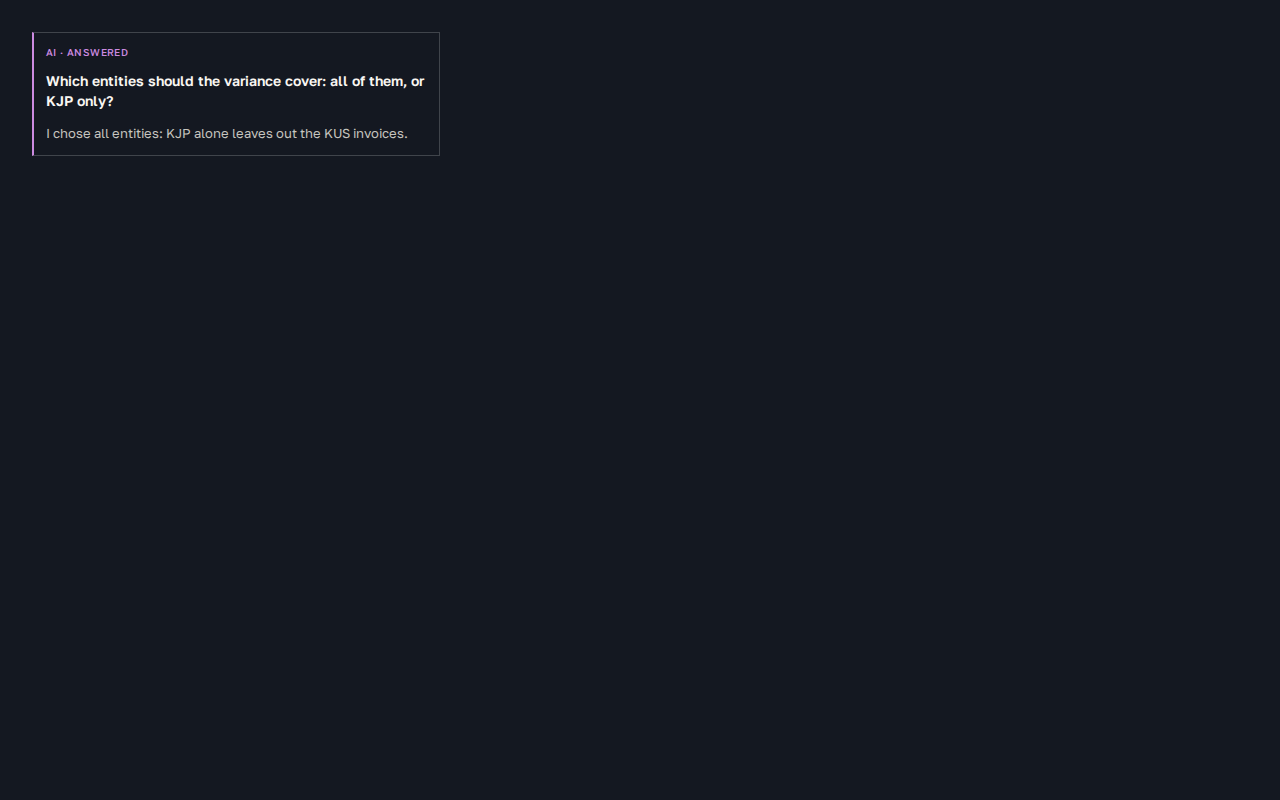 AI · ANSWERED
Which entities should the variance cover: all of them, or
KJP only?
I chose all entities: KJP alone leaves out the KUS invoices.